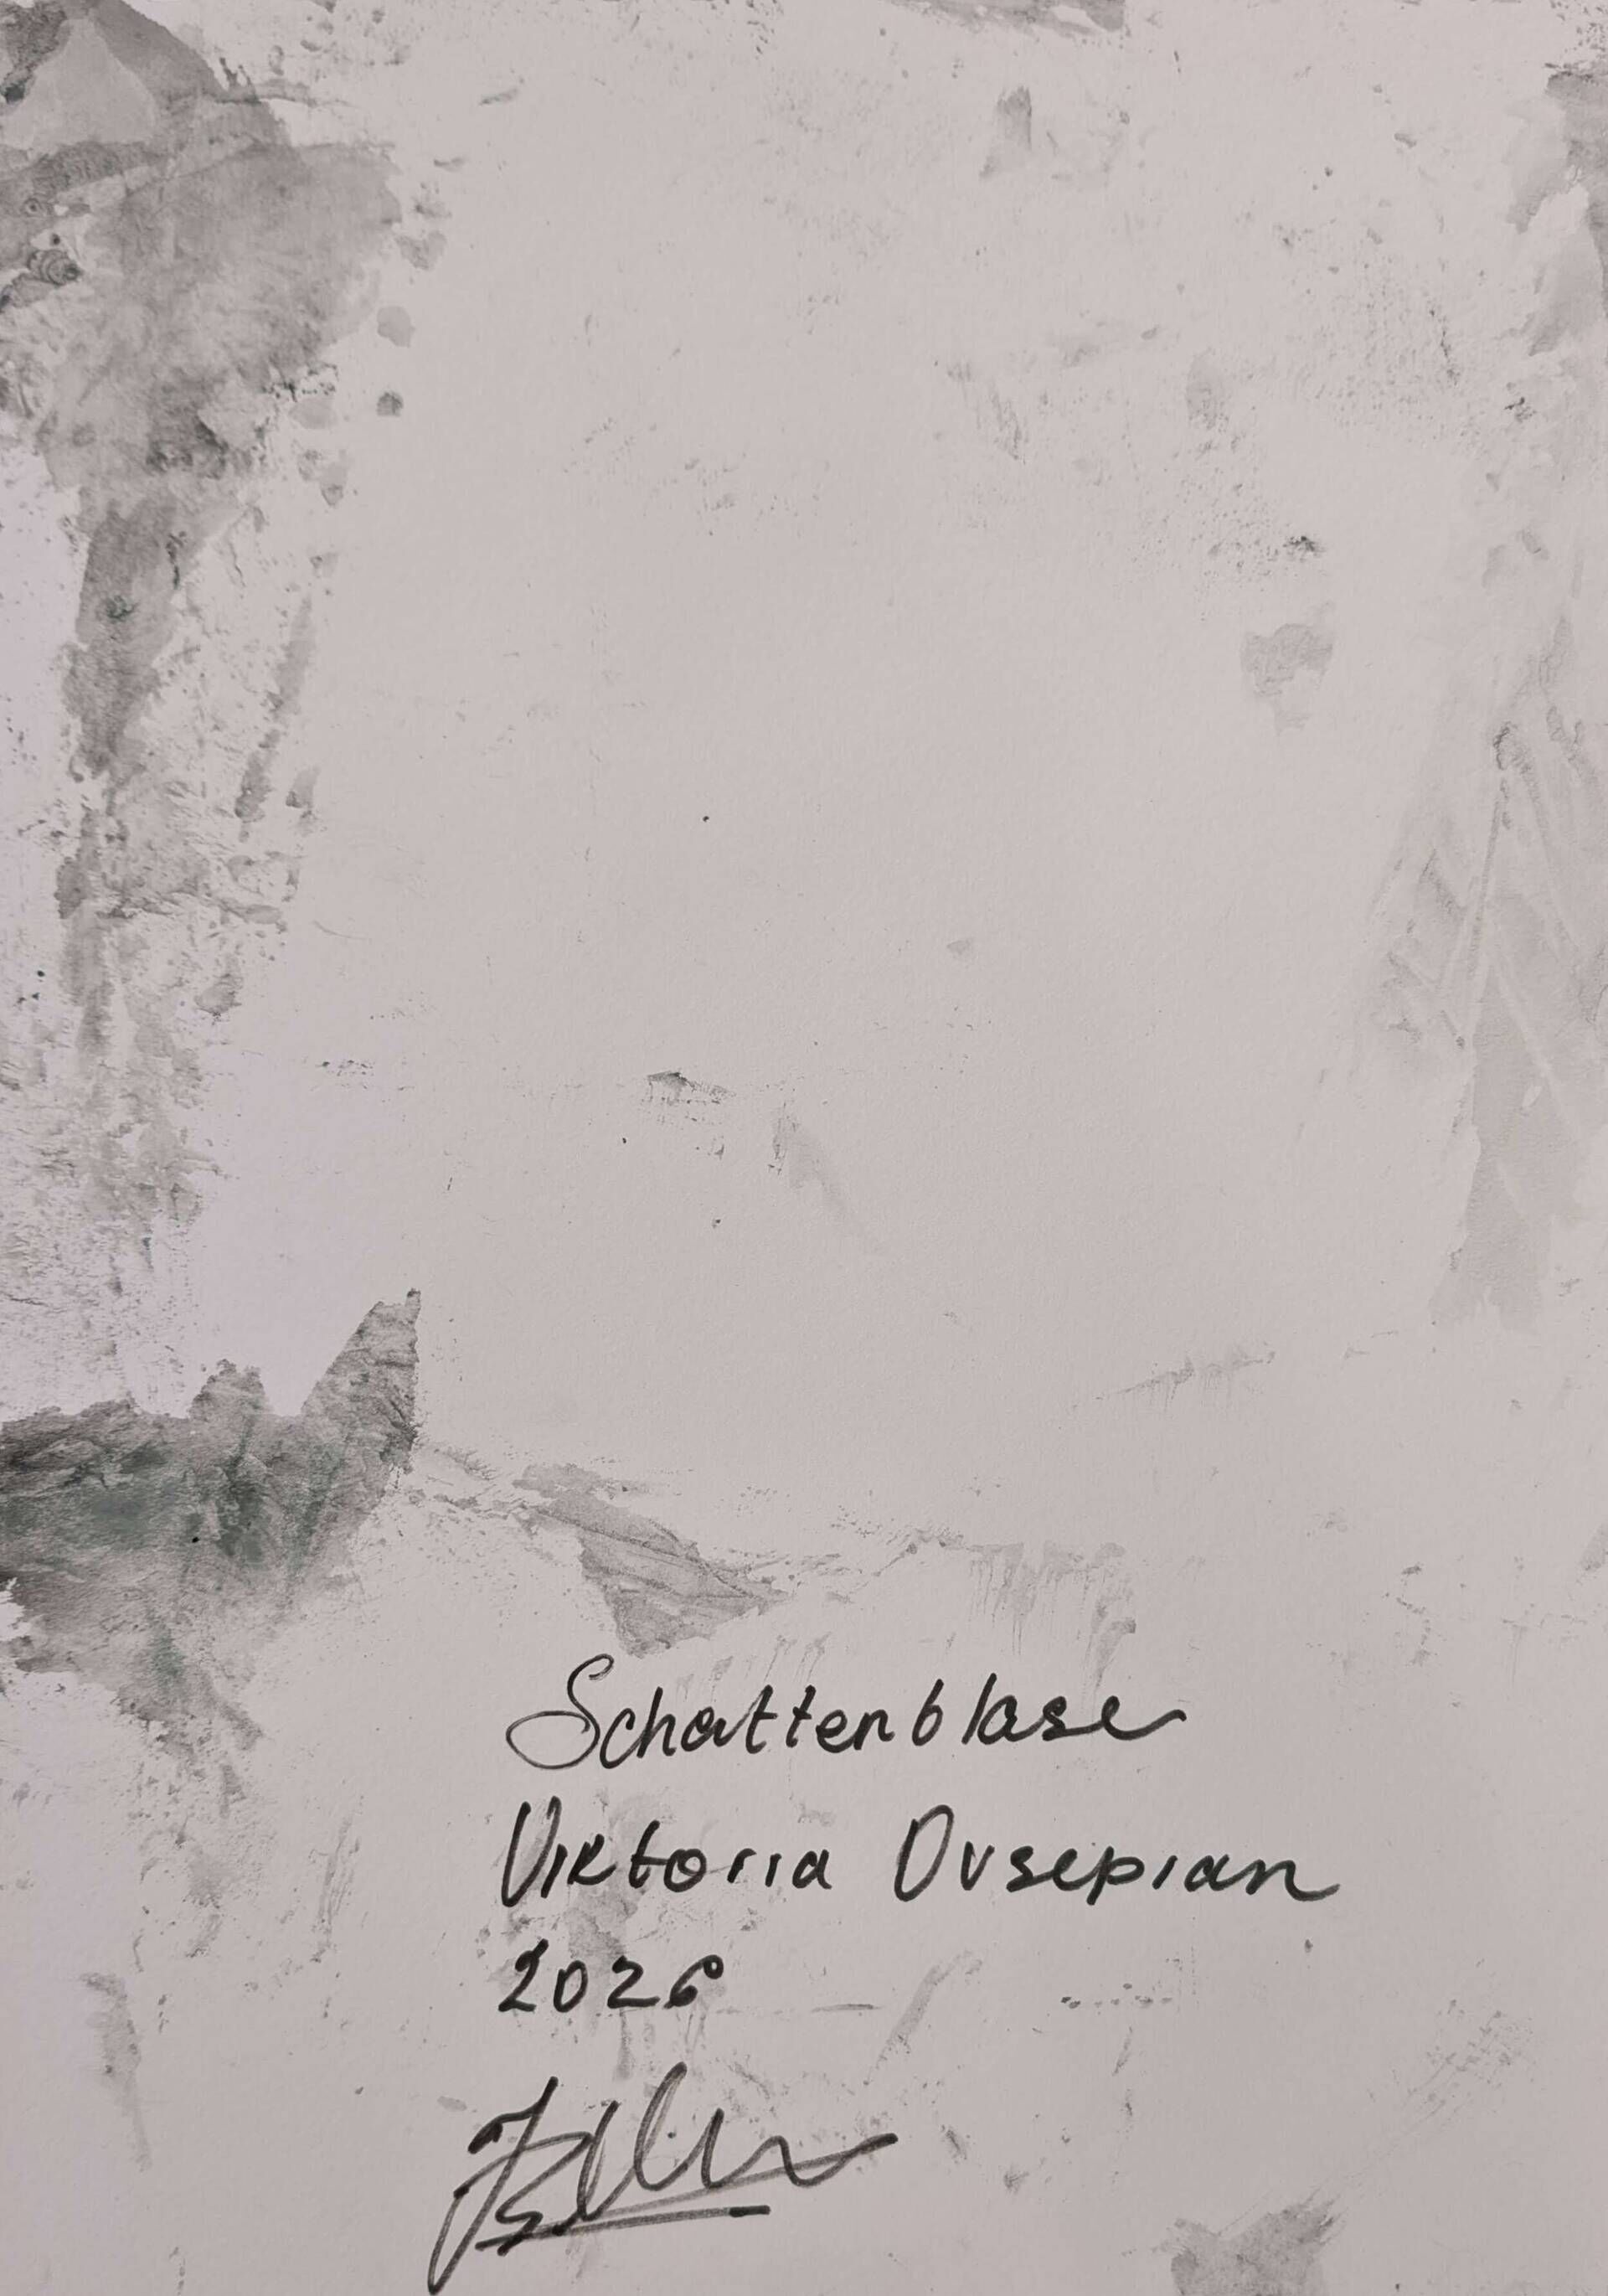 Schattenblase
Viktoria Ovsepian
2026